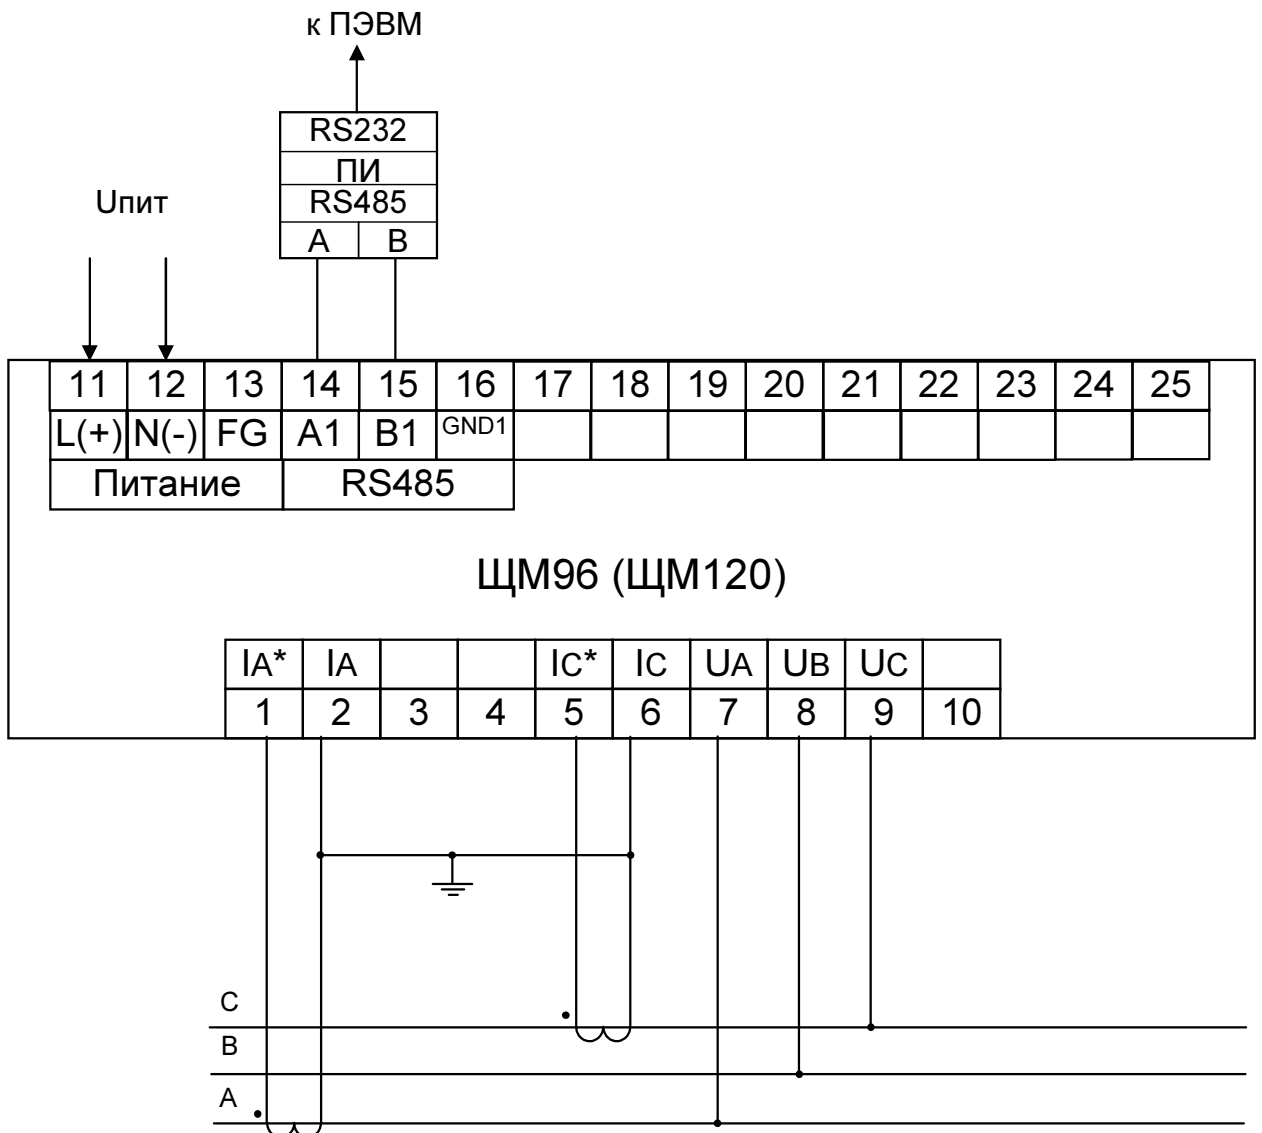 к ПЭВМ
RS232
ПИ
RS485
A B
Uпит
11 12 13 14 15 16 17 18 19 20 21 22 23 24 25
L(+) N(-) FG A1 B1 GND1
Питание RS485
ЩМ96 (ЩМ120)
IA* IA IC* IC UA UB UC
1 2 3 4 5 6 7 8 9 10
C
B
A